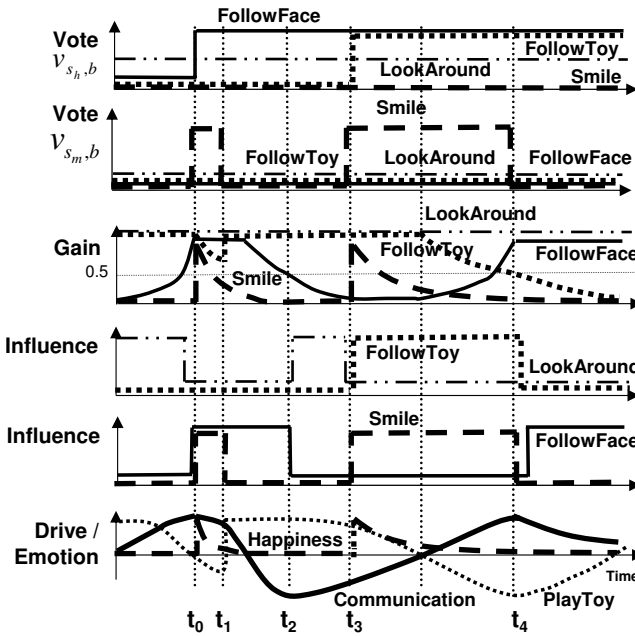 Vote FollowFace
v_{s_h,b} FollowToy
LookAround Smile
Vote Smile
v_{s_m,b} FollowToy LookAround FollowFace
LookAround
Gain FollowToy FollowFace
0.5 Smile
Influence FollowToy
LookAround
Influence Smile
FollowFace
Drive / Emotion Happiness
Time
Communication PlayToy
t0 t1 t2 t3 t4